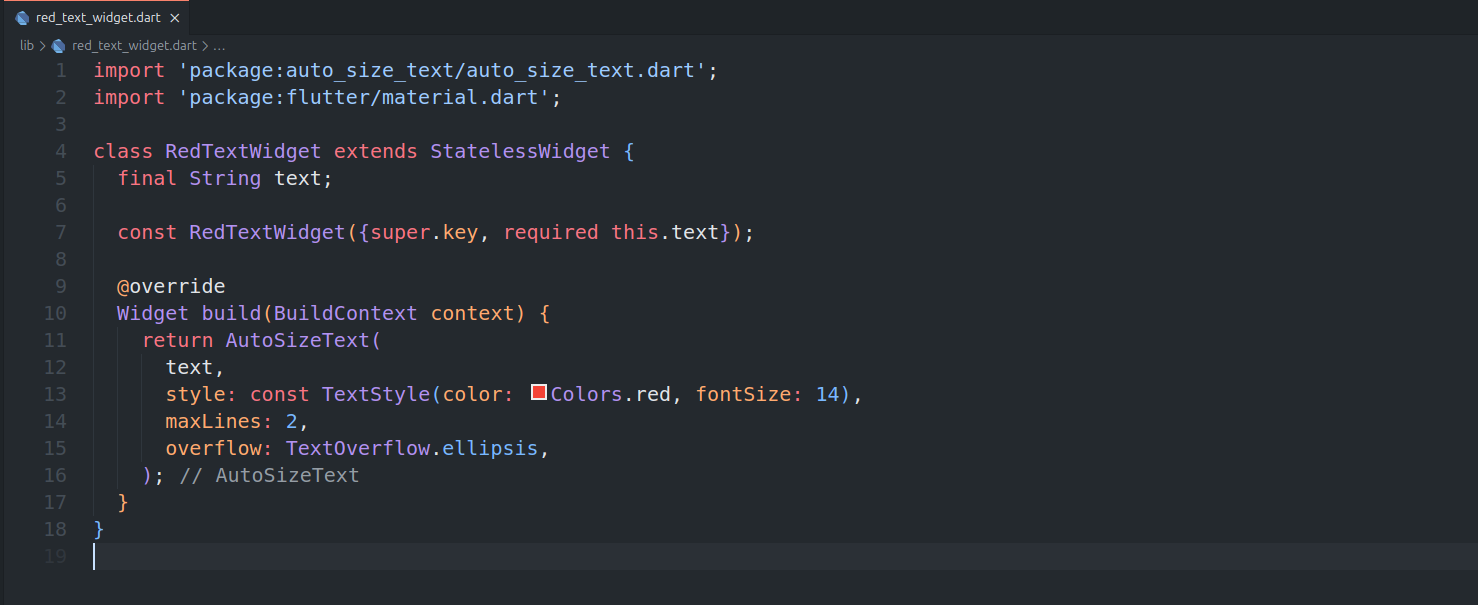 red_text_widget.dart ×
lib > red_text_widget.dart > ...
1 import 'package:auto_size_text/auto_size_text.dart';
2 import 'package:flutter/material.dart';
3
4 class RedTextWidget extends StatelessWidget {
5   final String text;
6
7   const RedTextWidget({super.key, required this.text});
8
9   @override
10   Widget build(BuildContext context) {
11     return AutoSizeText(
12       text,
13       style: const TextStyle(color: Colors.red, fontSize: 14),
14       maxLines: 2,
15       overflow: TextOverflow.ellipsis,
16     ); // AutoSizeText
17   }
18 }
19